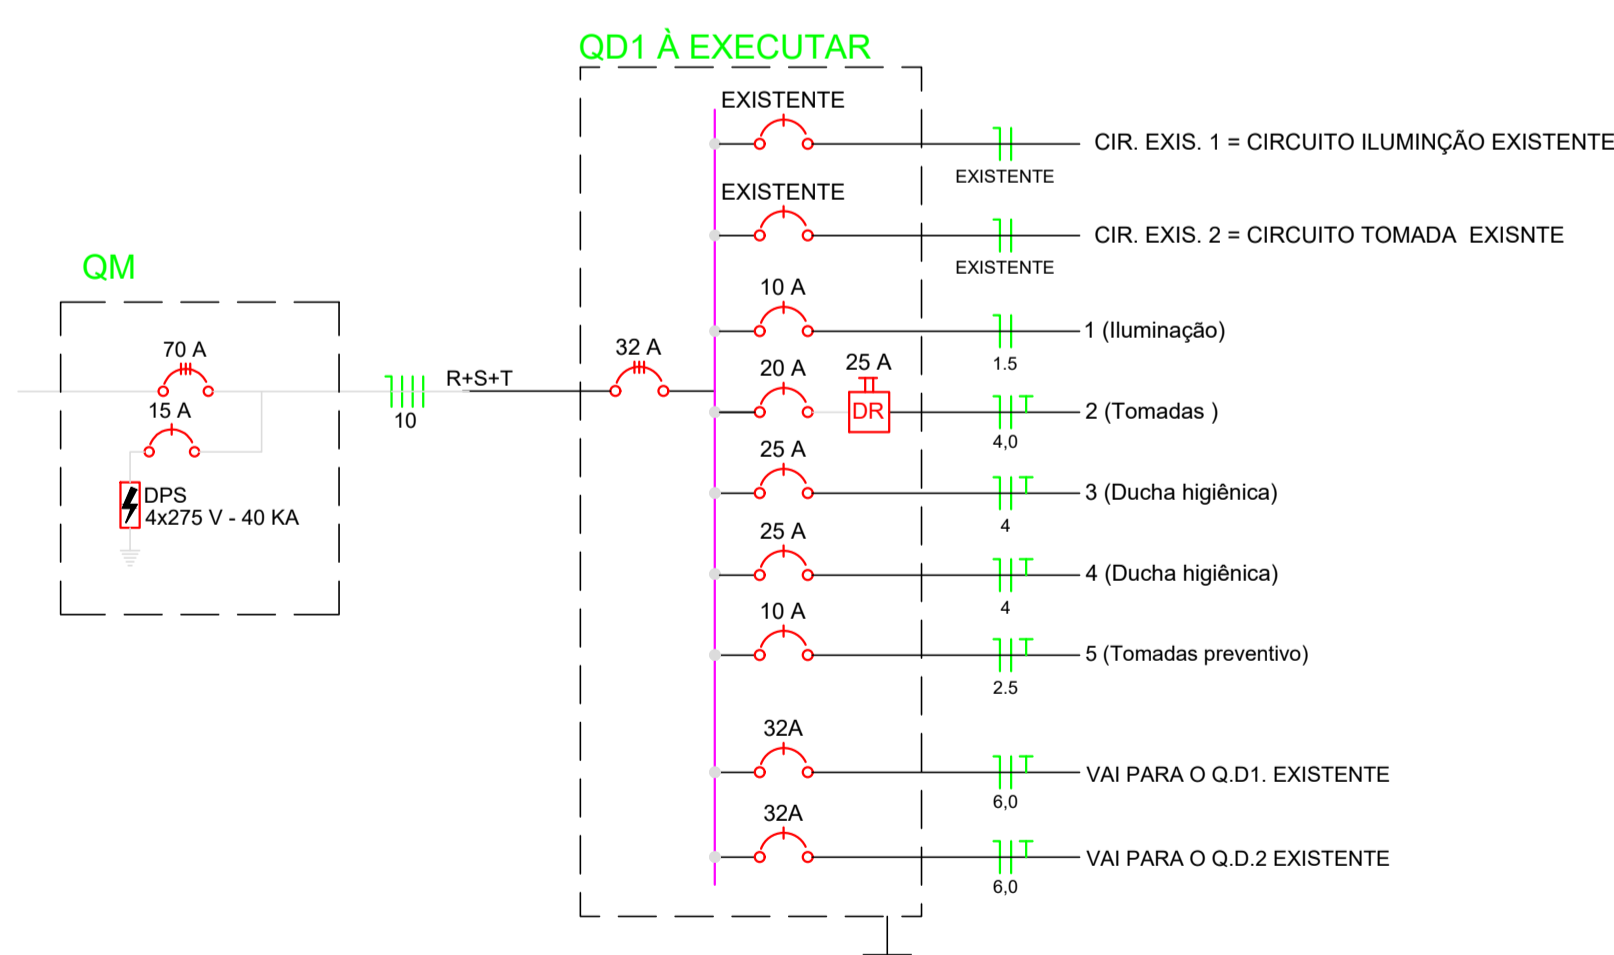 QD1 À EXECUTAR
EXISTENTE
CIR. EXIS. 1 = CIRCUITO ILUMINÇÃO EXISTENTE
EXISTENTE
EXISTENTE
CIR. EXIS. 2 = CIRCUITO TOMADA EXISNTE
EXISTENTE
QM
70 A
15 A
DPS
4x275 V - 40 KA
10
R+S+T
32 A
10 A
1 (Iluminação)
1.5
20 A
25 A
DR
2 (Tomadas )
4,0
25 A
3 (Ducha higiênica)
4
25 A
4 (Ducha higiênica)
4
10 A
5 (Tomadas preventivo)
2.5
32A
VAI PARA O Q.D1. EXISTENTE
6,0
32A
VAI PARA O Q.D.2 EXISTENTE
6,0